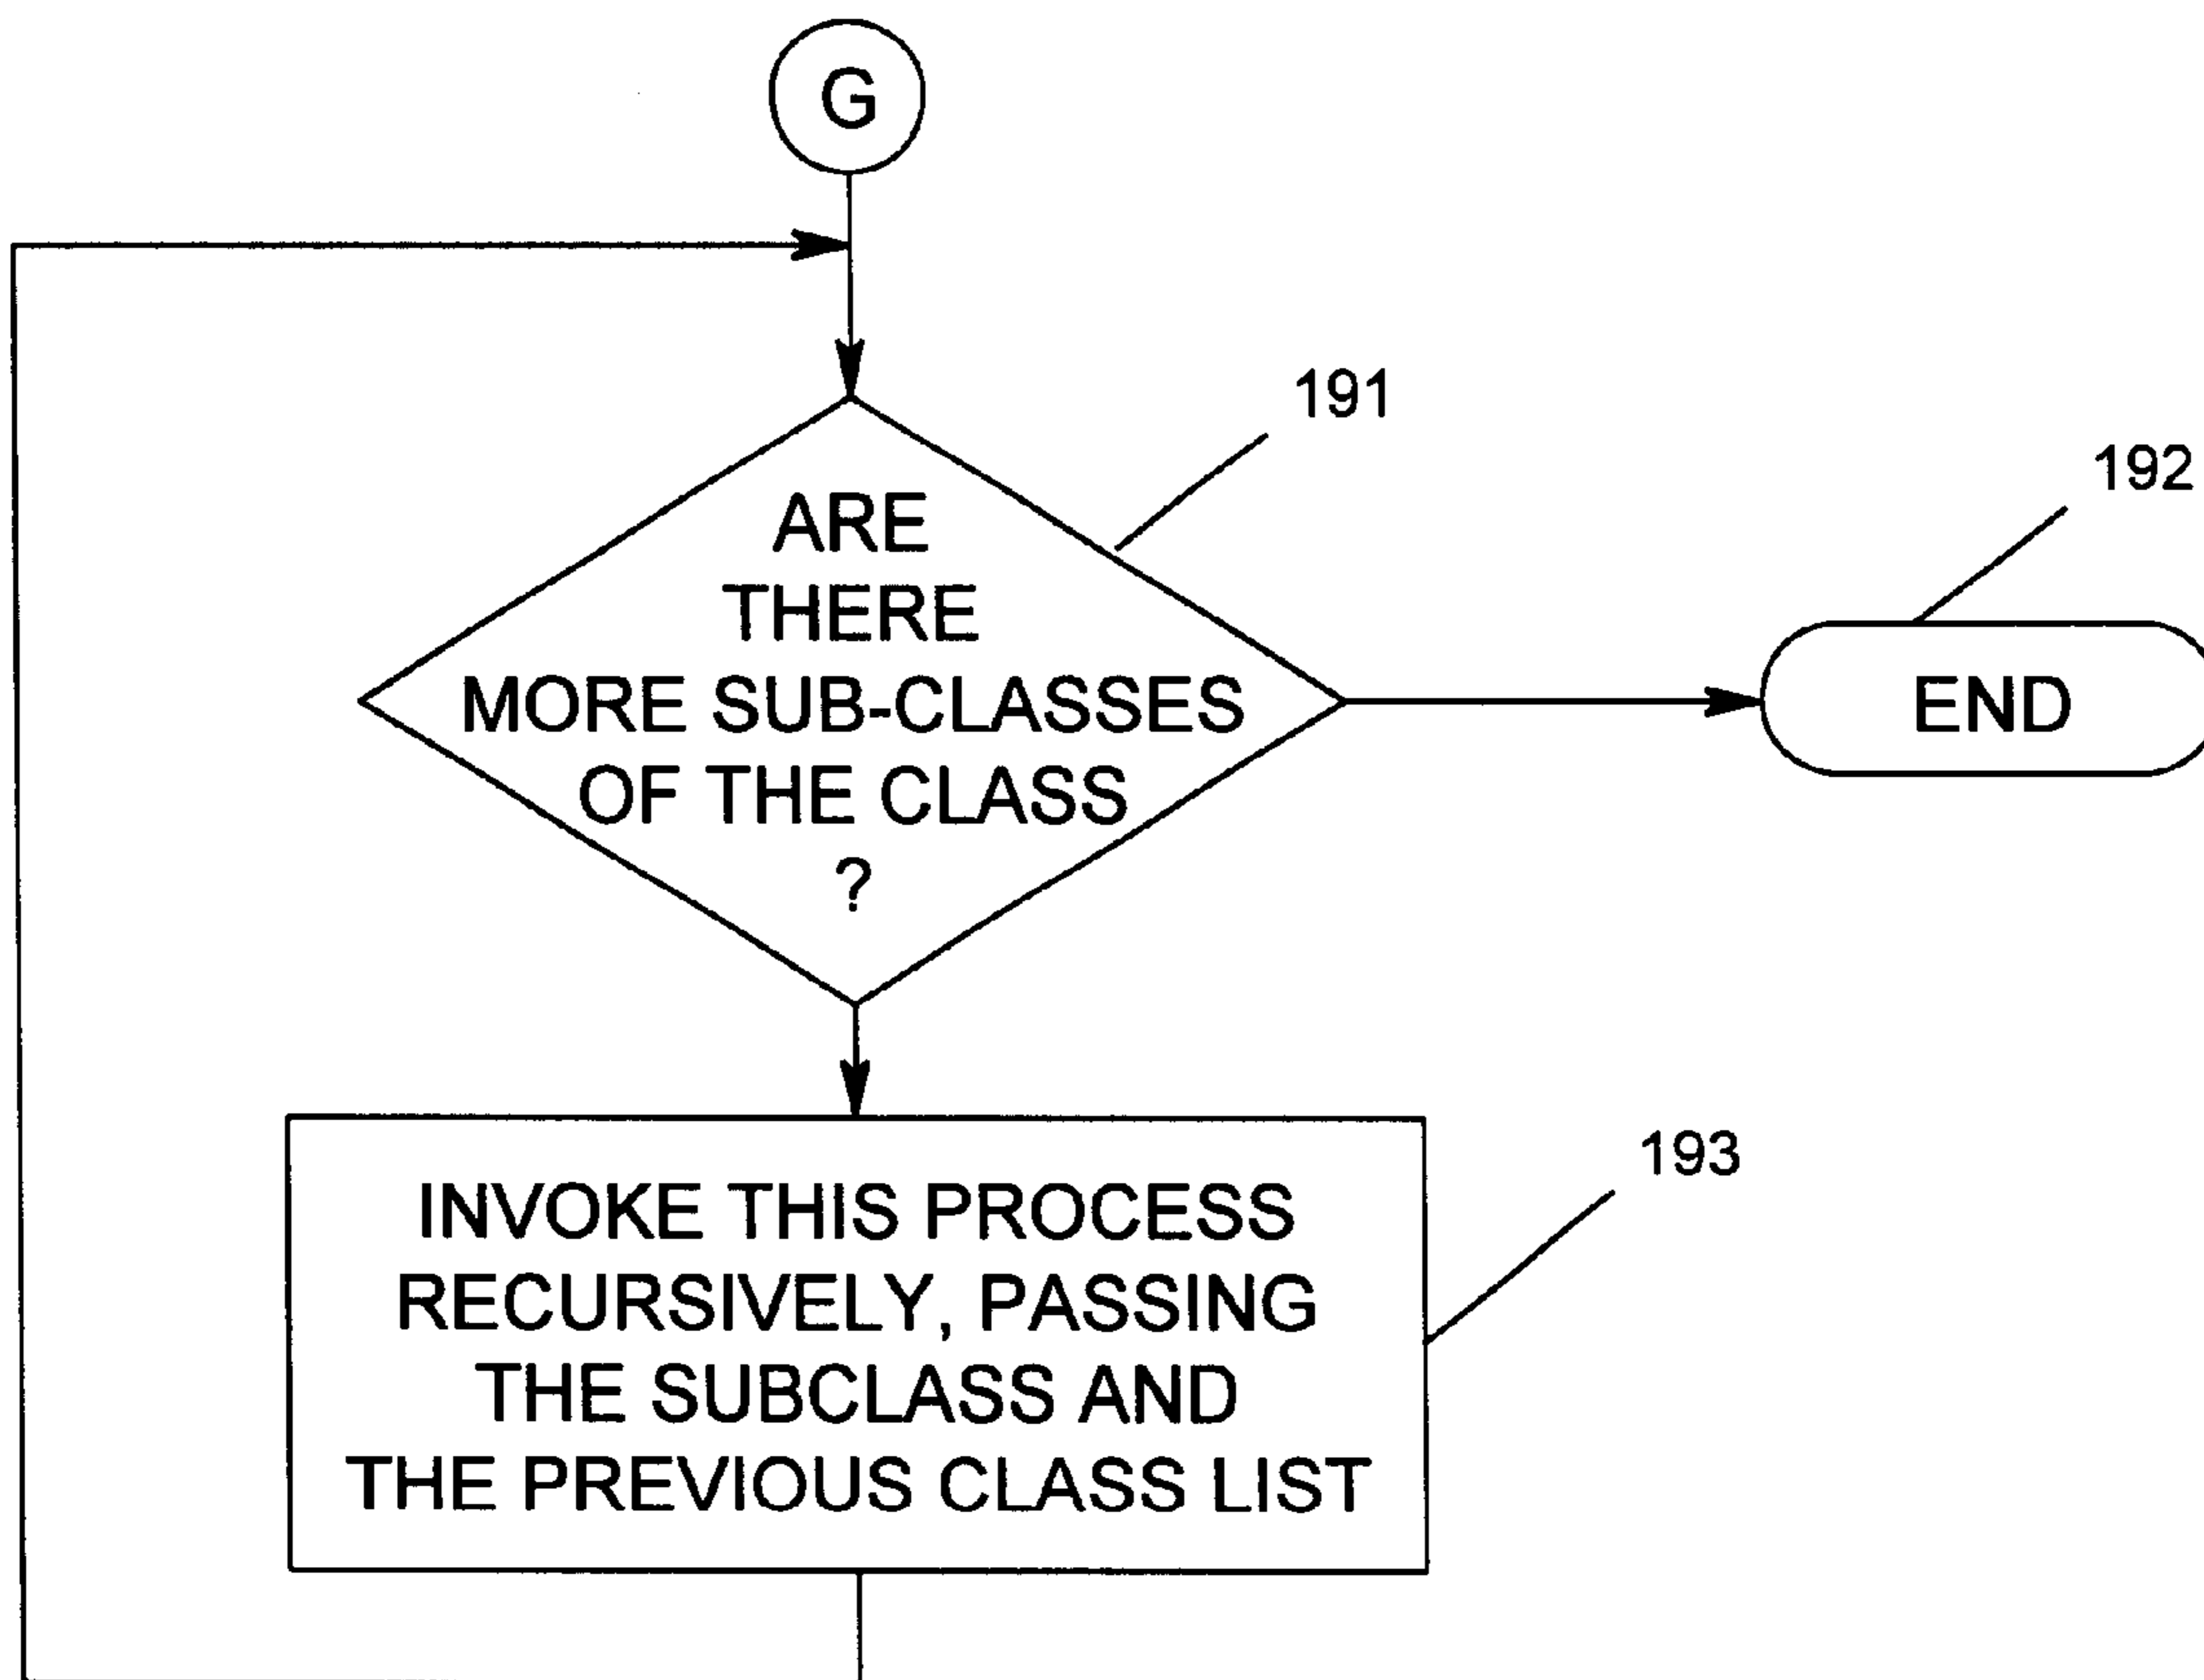 G
191
192
ARE
THERE
MORE SUB-CLASSES
OF THE CLASS
?
END
193
INVOKE THIS PROCESS
RECURSIVELY, PASSING
THE SUBCLASS AND
THE PREVIOUS CLASS LIST